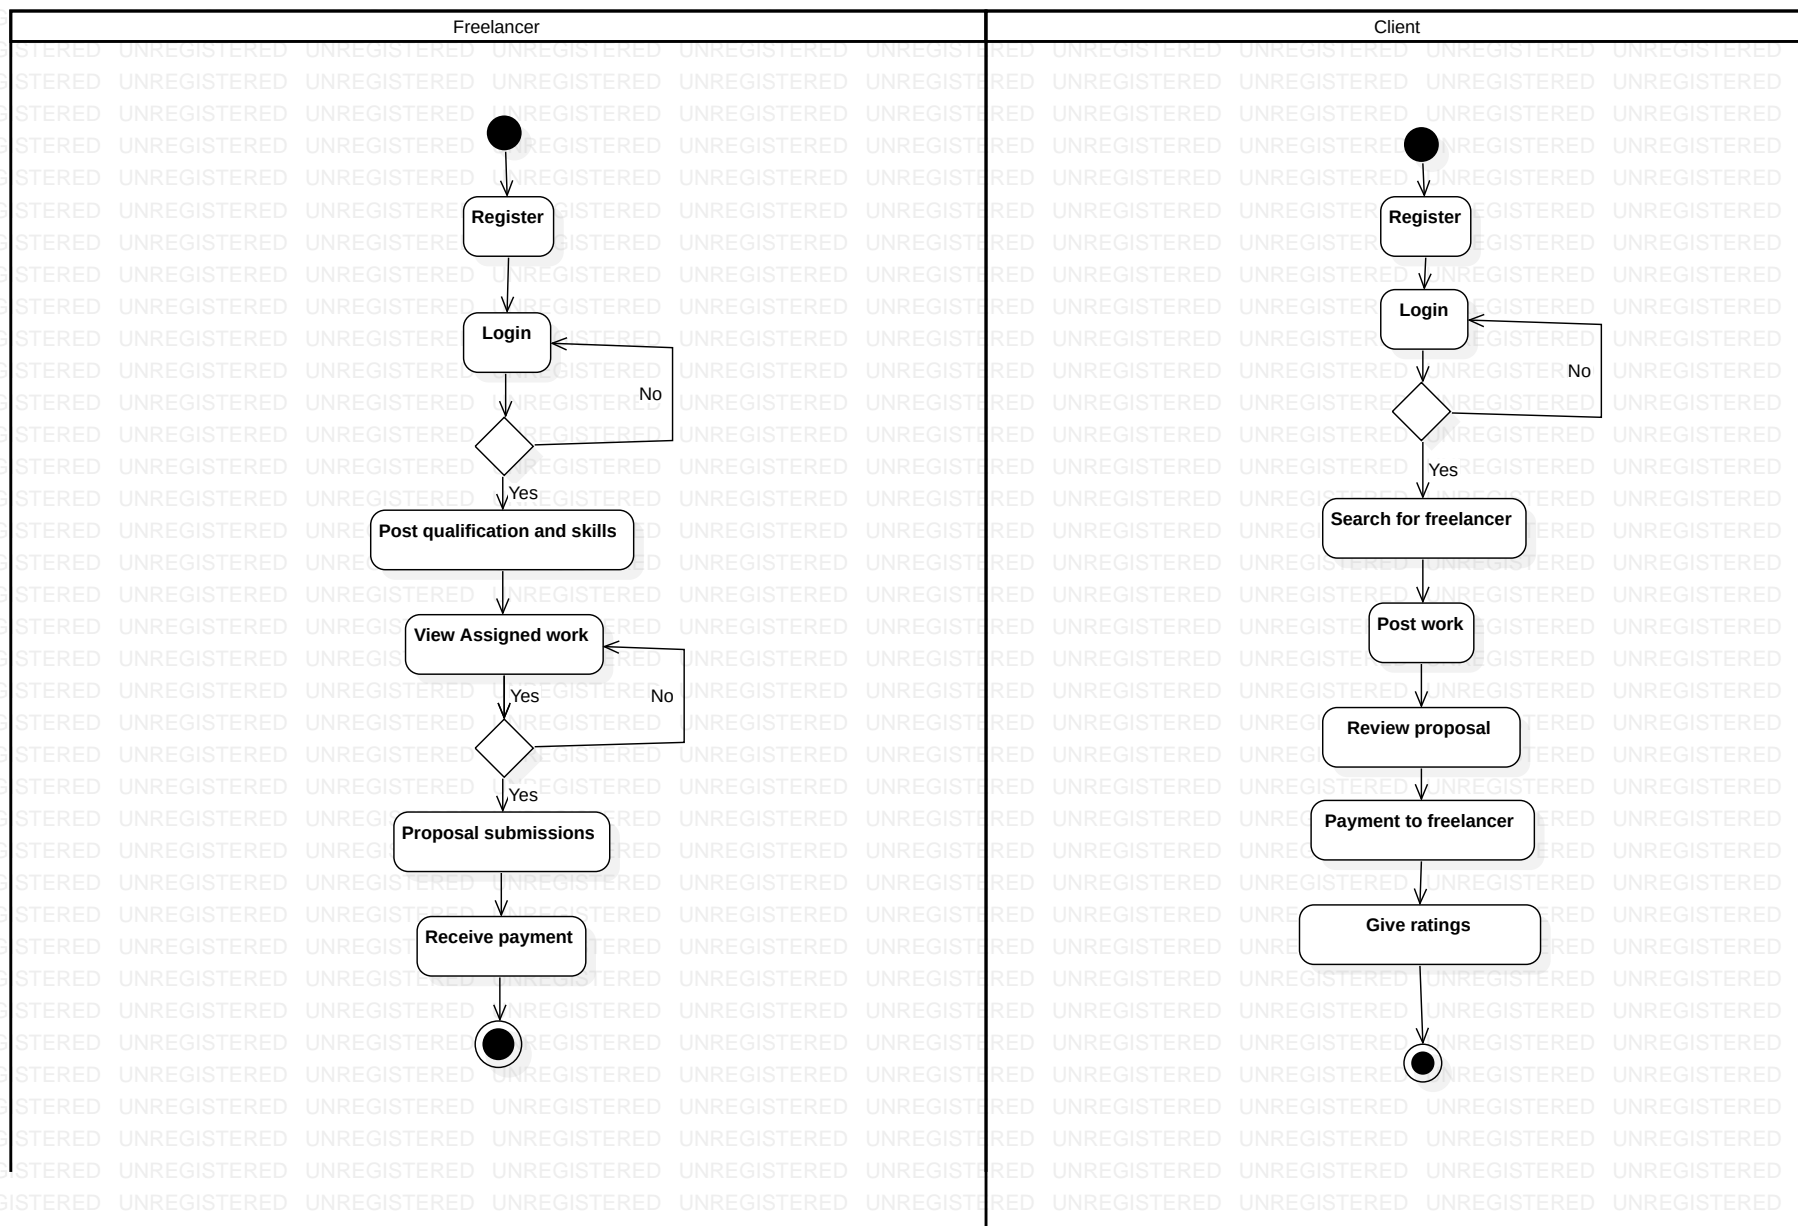 Freelancer
Client
Register
Login
No
Yes
Post qualification and skills
View Assigned work
Yes
No
Yes
Proposal submissions
Receive payment
Register
Login
No
Yes
Search for freelancer
Post work
Review proposal
Payment to freelancer
Give ratings
UNREGISTERED